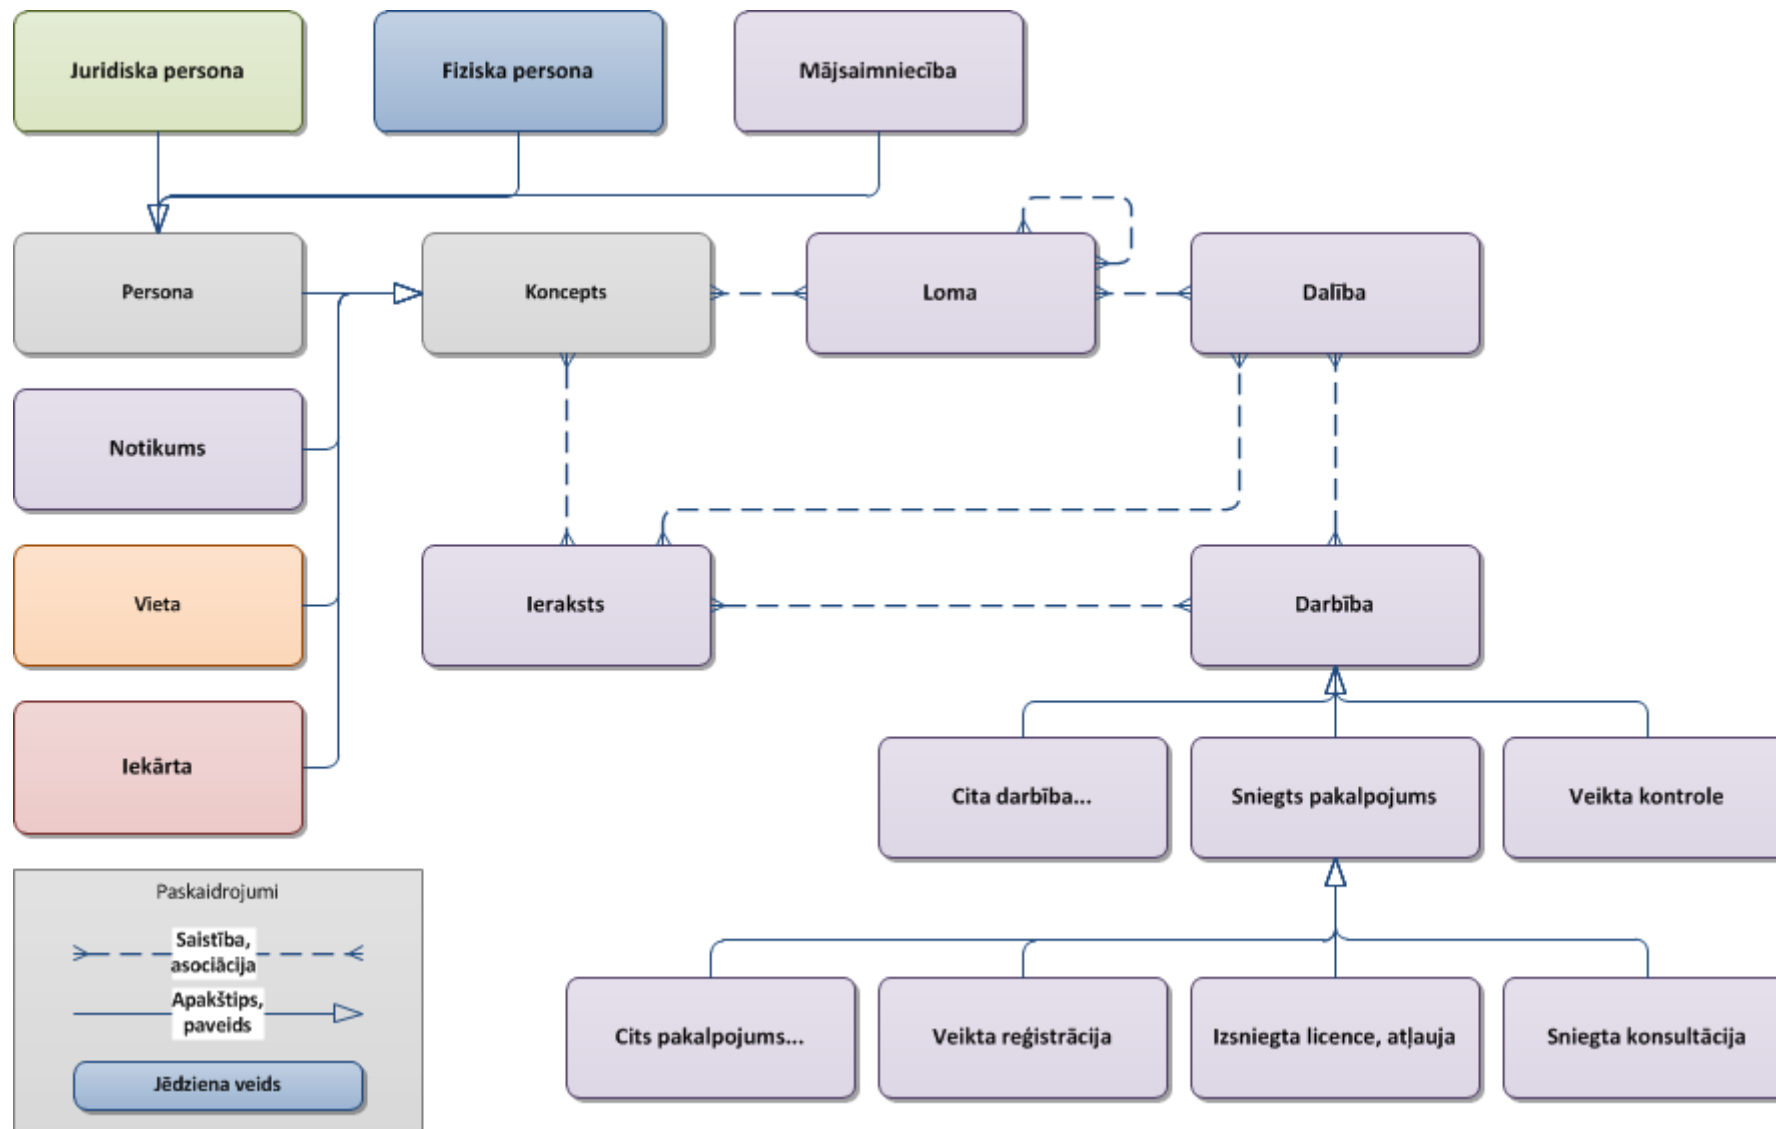 Juridiska persona
Fiziska persona
Mājsaimniecība
Persona
Koncepts
Loma
Dalība
Notikums
Vieta
Ieraksts
Darbība
Iekārta
Cita darbība...
Sniegts pakalpojums
Veikta kontrole
Paskaidrojumi
Saistība,
asociācija
Apakštips,
paveids
Jēdziena veids
Cits pakalpojums...
Veikta reģistrācija
Izsniegta licence, atļauja
Sniegta konsultācija